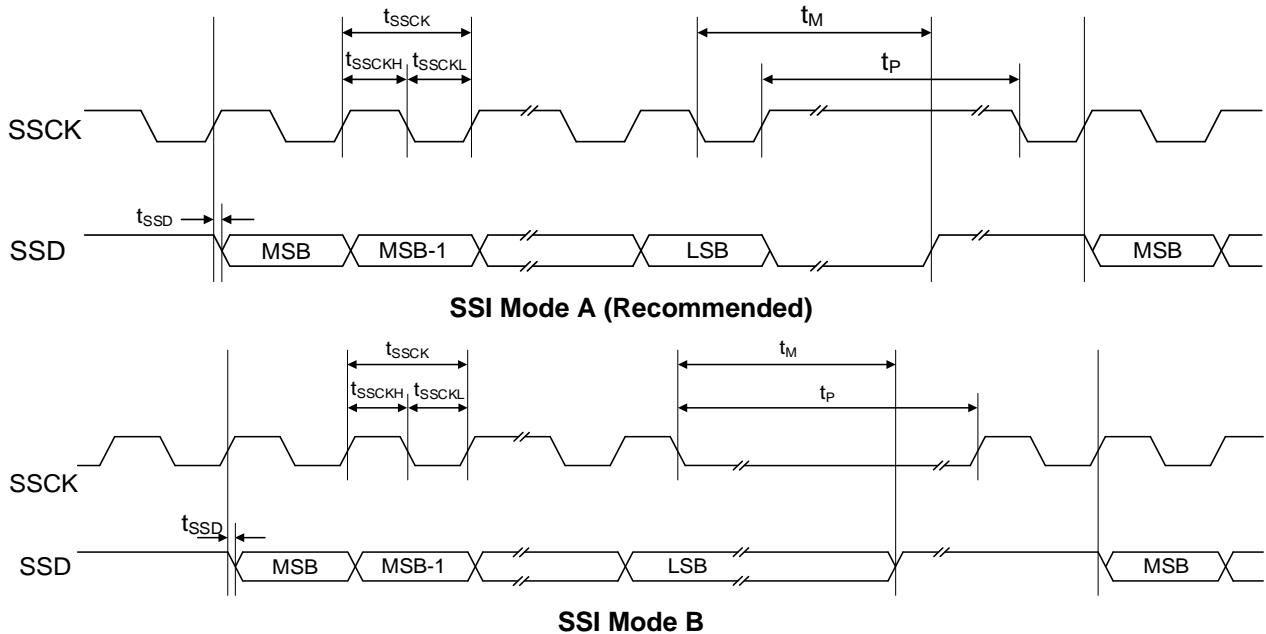 tSSCK
tM
tSSCKH
tSSCKL
tP
SSCK
tSSD
SSD
MSB
MSB-1
LSB
MSB
SSI Mode A (Recommended)
tSSCK
tM
tSSCKH
tSSCKL
tP
SSCK
tSSD
SSD
MSB
MSB-1
LSB
MSB
SSI Mode B